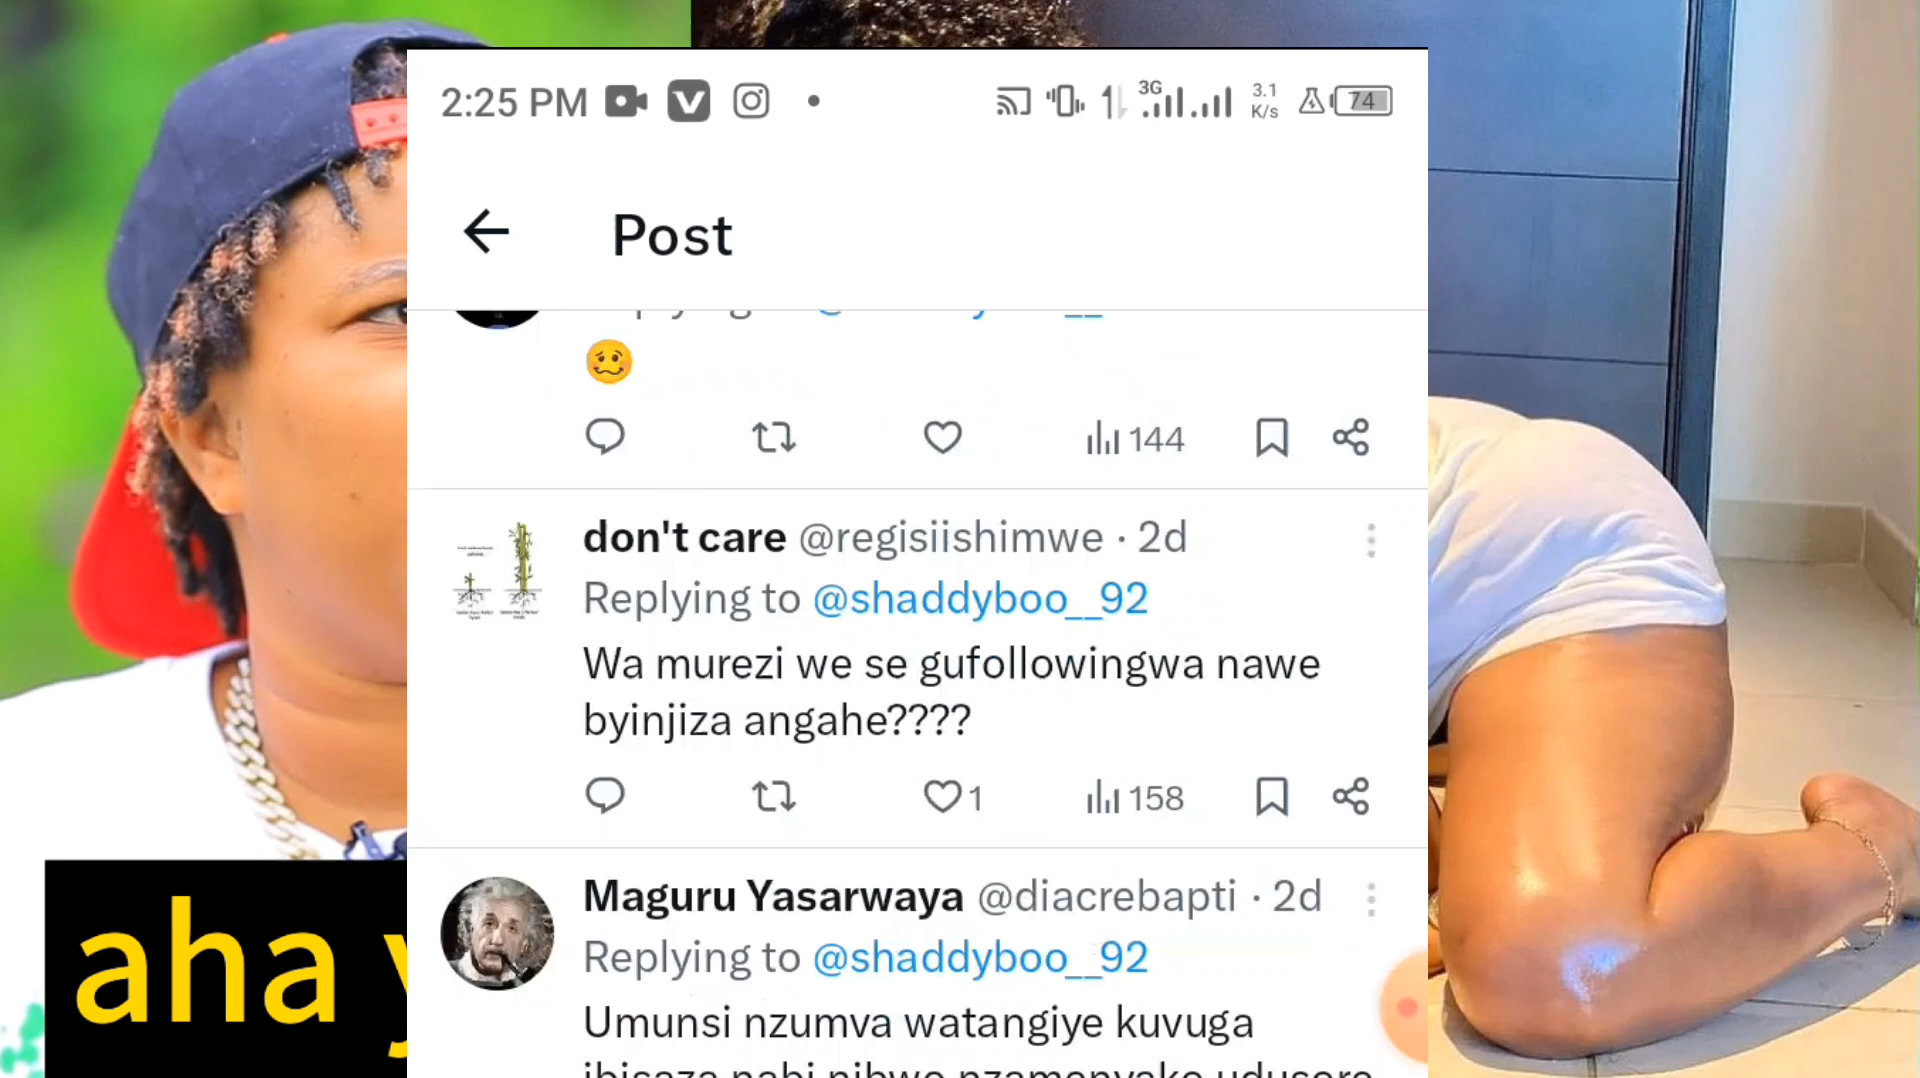 2:25 PM
3G
3.1
K/s
74
Post
144
don't care @regisiishimwe · 2d
Replying to @shaddyboo__92
Wa murezi we se gufollowingwa nawe
byinjiza angahe????
1
158
Maguru Yasarwaya @diacrebapti · 2d
Replying to @shaddyboo__92
Umunsi nzumva watangiye kuvuga
aha